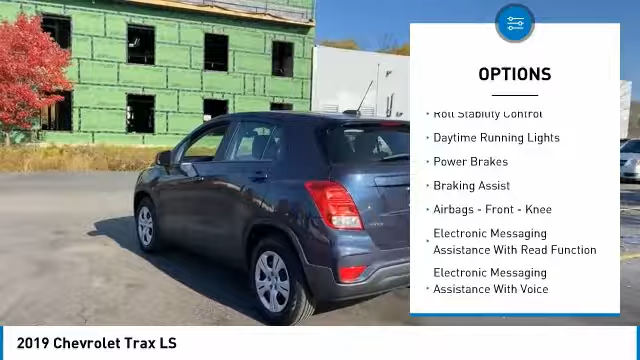 OPTIONS
Roll Stability Control
Daytime Running Lights
Power Brakes
Braking Assist
Airbags - Front - Knee
Electronic Messaging
Assistance With Read Function
Electronic Messaging
Assistance With Voice
2019 Chevrolet Trax LS